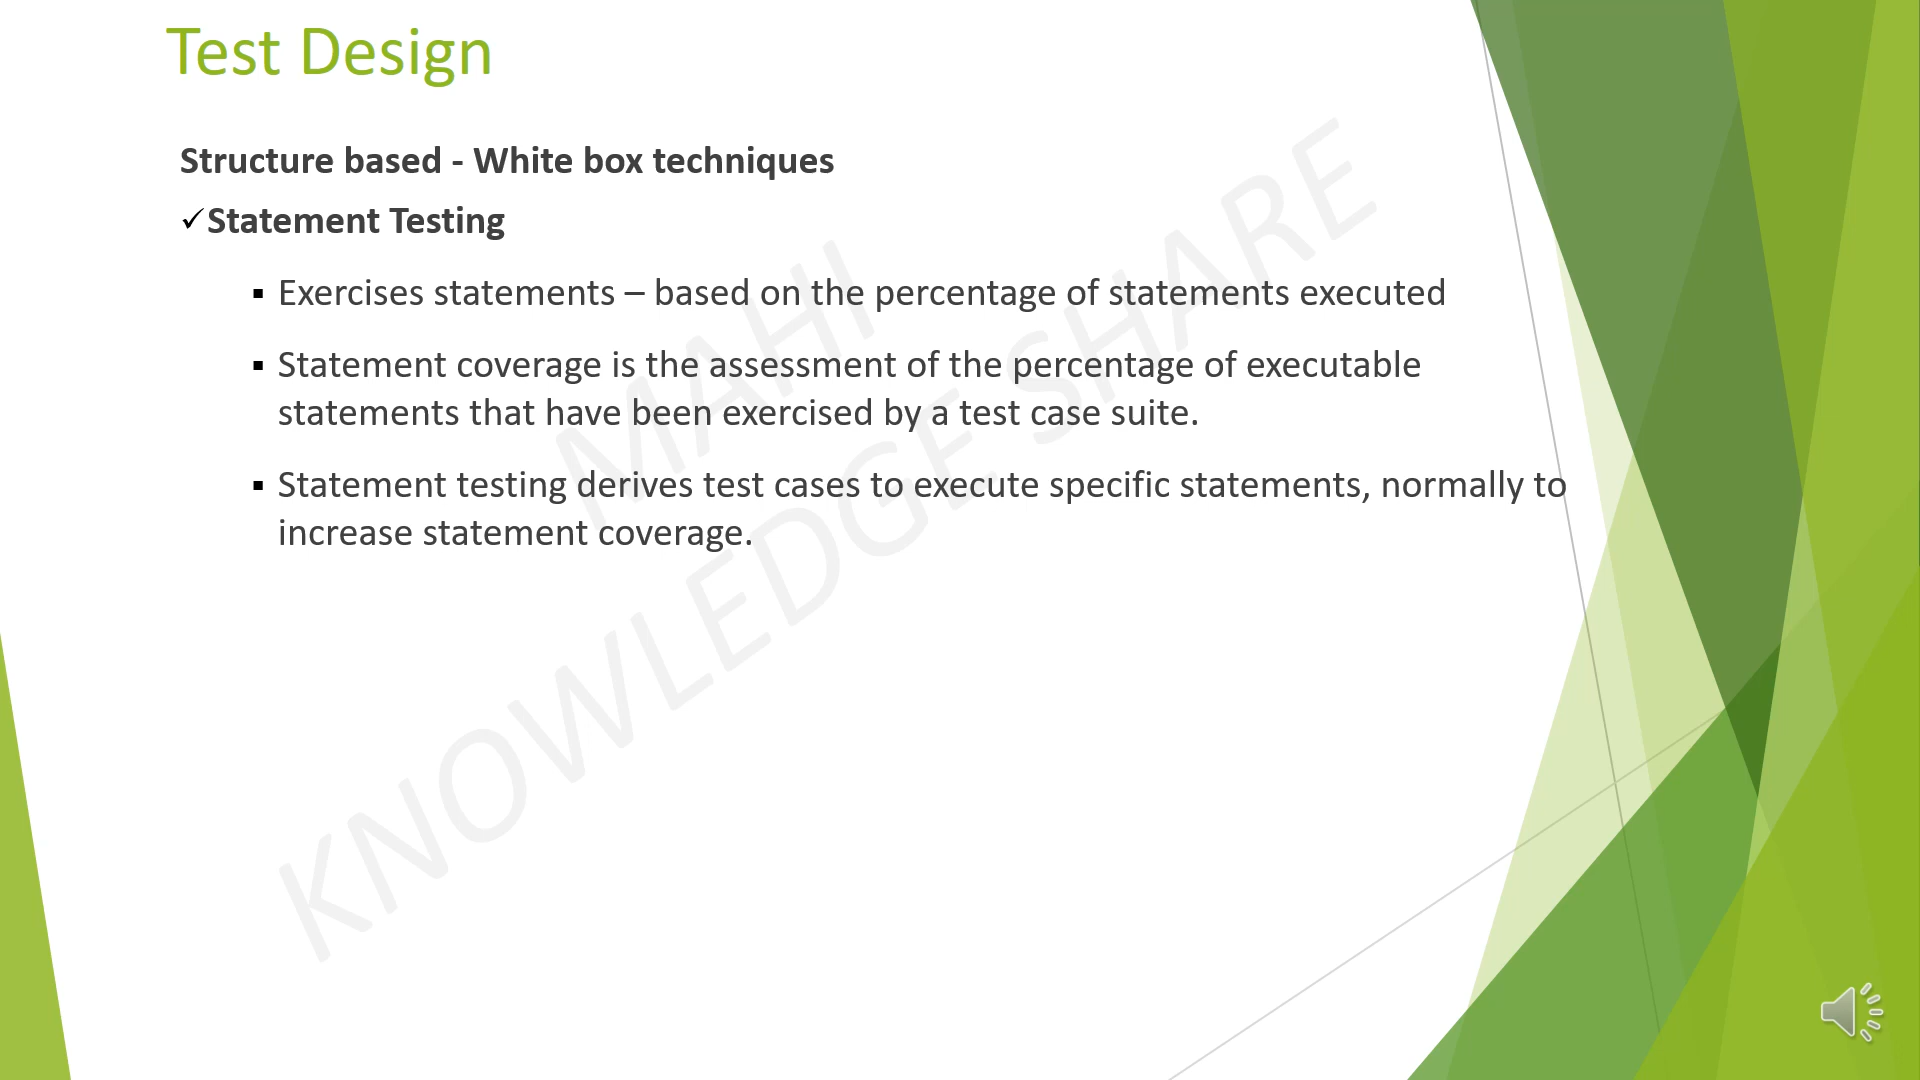 Test Design
Structure based - White box techniques
✓Statement Testing
▪ Exercises statements – based on the percentage of statements executed
▪ Statement coverage is the assessment of the percentage of executable
statements that have been exercised by a test case suite.
▪ Statement testing derives test cases to execute specific statements, normally to
increase statement coverage.
MAHI
KNOWLEDGE SHARE